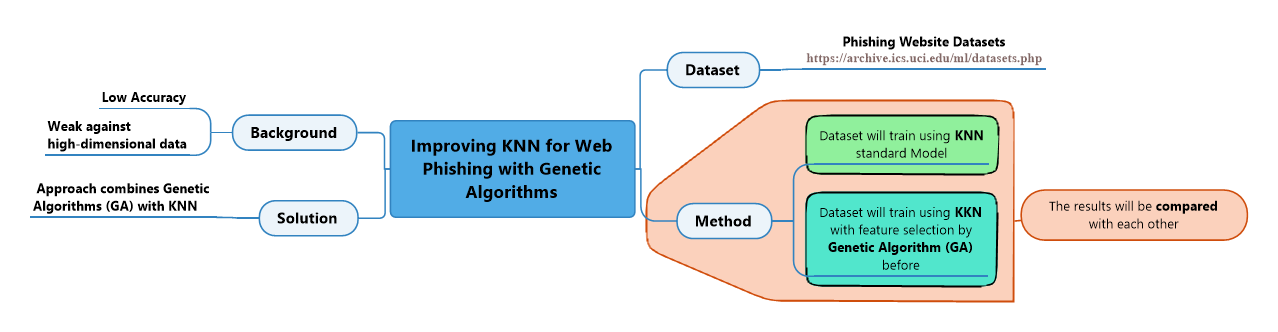 Improving KNN for Web
Phishing with Genetic
Algorithms
Background
Low Accuracy
Weak against
high-dimensional data
Solution
Approach combines Genetic
Algorithms (GA) with KNN
Dataset
Phishing Website Datasets
https://archive.ics.uci.edu/ml/datasets.php
Method
Dataset will train using KNN
standard Model
Dataset will train using KKN
with feature selection by
Genetic Algorithm (GA)
before
The results will be compared
with each other